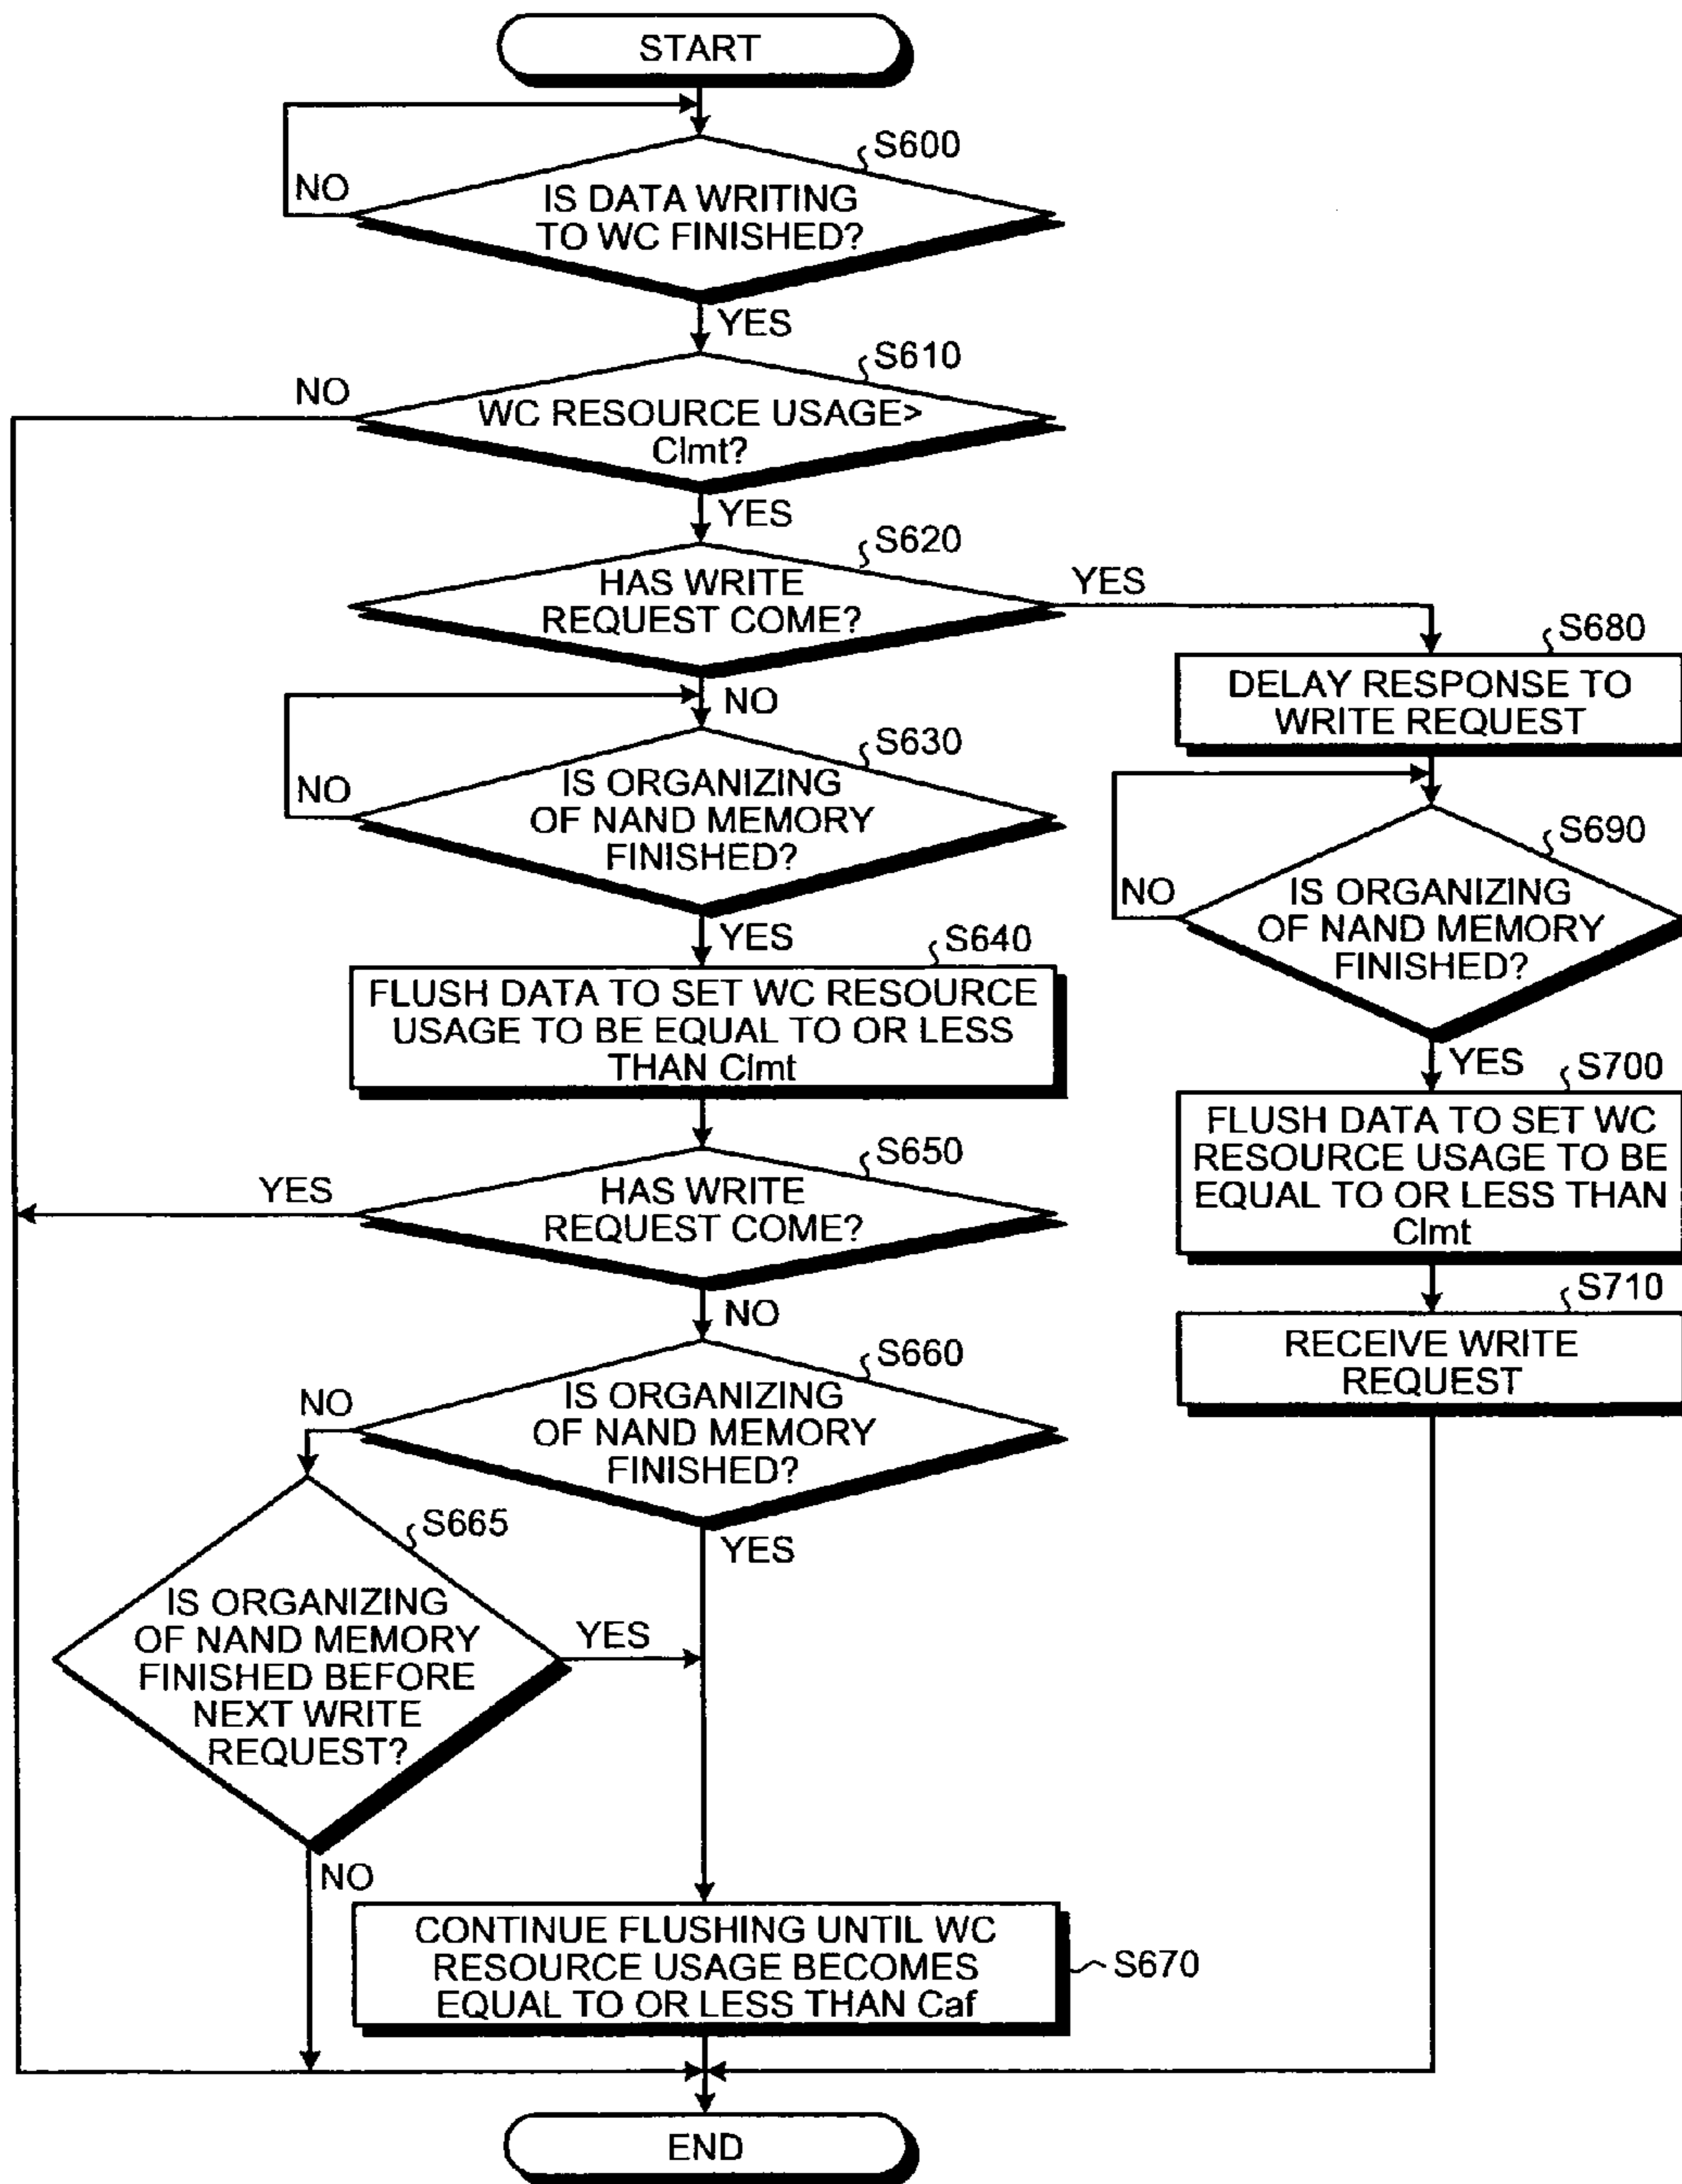 START
S600
NO
IS DATA WRITING
TO WC FINISHED?
YES
S610
NO
WC RESOURCE USAGE>
Clmt?
YES
S620
HAS WRITE
REQUEST COME?
YES
S680
DELAY RESPONSE TO
WRITE REQUEST
NO
S630
NO
IS ORGANIZING
OF NAND MEMORY
FINISHED?
S690
NO
IS ORGANIZING
OF NAND MEMORY
FINISHED?
YES
S640
FLUSH DATA TO SET WC RESOURCE
USAGE TO BE EQUAL TO OR LESS
THAN Clmt
YES
S700
FLUSH DATA TO SET WC
RESOURCE USAGE TO BE
EQUAL TO OR LESS THAN
Clmt
S650
YES
HAS WRITE
REQUEST COME?
S710
RECEIVE WRITE
REQUEST
NO
S660
NO
IS ORGANIZING
OF NAND MEMORY
FINISHED?
YES
S665
IS ORGANIZING
OF NAND MEMORY
FINISHED BEFORE
NEXT WRITE
REQUEST?
YES
NO
CONTINUE FLUSHING UNTIL WC
RESOURCE USAGE BECOMES
EQUAL TO OR LESS THAN Caf
S670
END